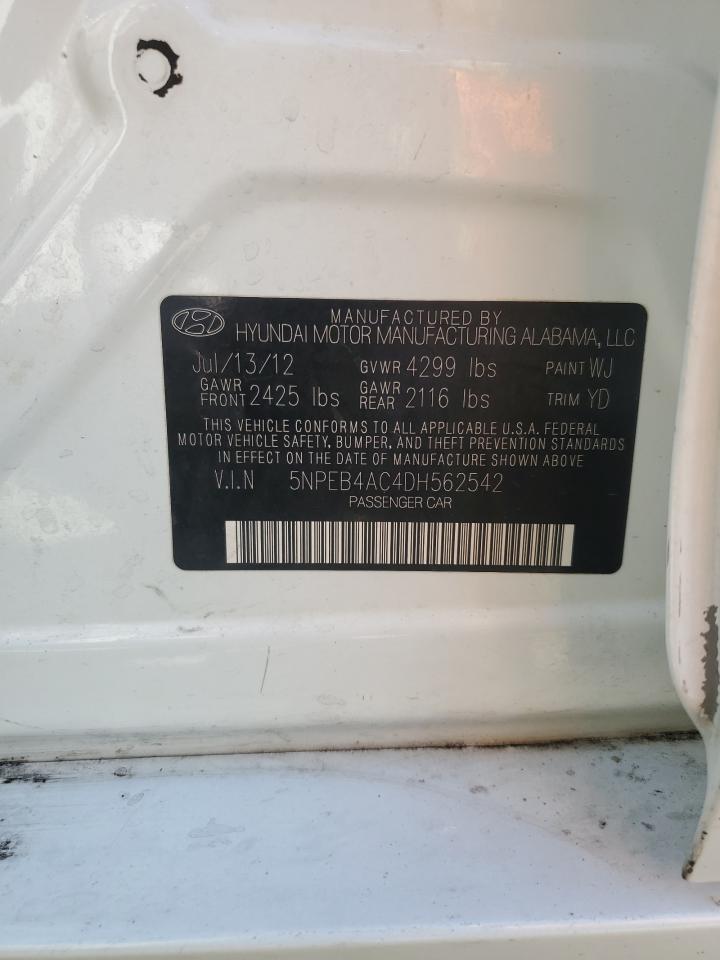 MANUFACTURED BY
HYUNDAI MOTOR MANUFACTURING ALABAMA, LLC
Jul/13/12 GVWR 4299 lbs PAINT WJ
GAWR FRONT 2425 lbs GAWR REAR 2116 lbs TRIM YD
THIS VEHICLE CONFORMS TO ALL APPLICABLE U.S.A. FEDERAL
MOTOR VEHICLE SAFETY, BUMPER, AND THEFT PREVENTION STANDARDS
IN EFFECT ON THE DATE OF MANUFACTURE SHOWN ABOVE
V.I.N 5NPEB4AC4DH562542
PASSENGER CAR